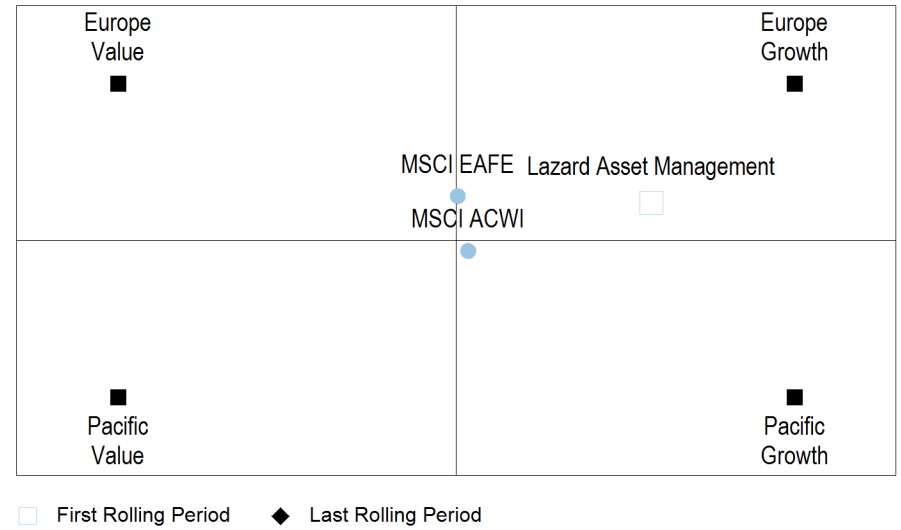 Europe
Value
Europe
Growth
MSCI EAFE
Lazard Asset Management
MSCI ACWI
Pacific
Value
Pacific
Growth
First Rolling Period
Last Rolling Period